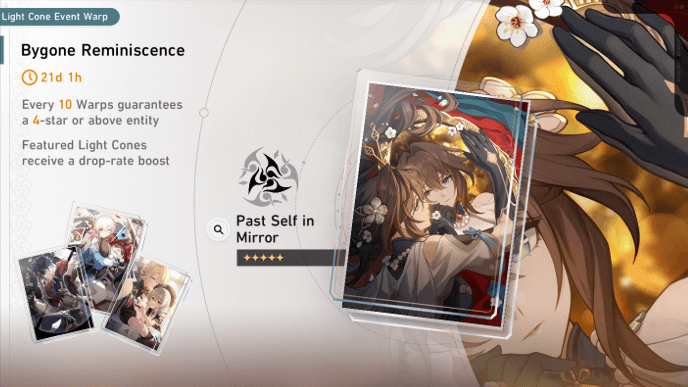 Light Cone Event Warp
Bygone Reminiscence
21d 1h
Every 10 Warps guarantees
a 4-star or above entity
Featured Light Cones
receive a drop-rate boost
Past Self in
Mirror